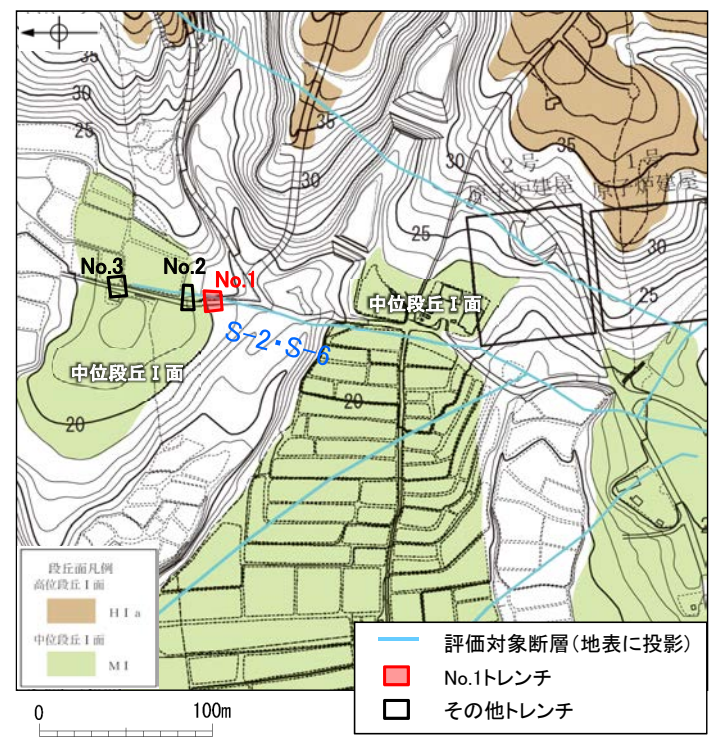 35
30
25
35
30
25
35
2号
原子炉建屋
1号
原子炉建屋
30
30
25
25
No.3
No.2
No.1
S-2・S-6
中位段丘Ⅰ面
中位段丘Ⅰ面
20
20
段丘面凡例
高位段丘Ⅰ面
HⅠa
中位段丘Ⅰ面
MⅠ
評価対象断層(地表に投影)
No.1トレンチ
その他トレンチ
0 100m